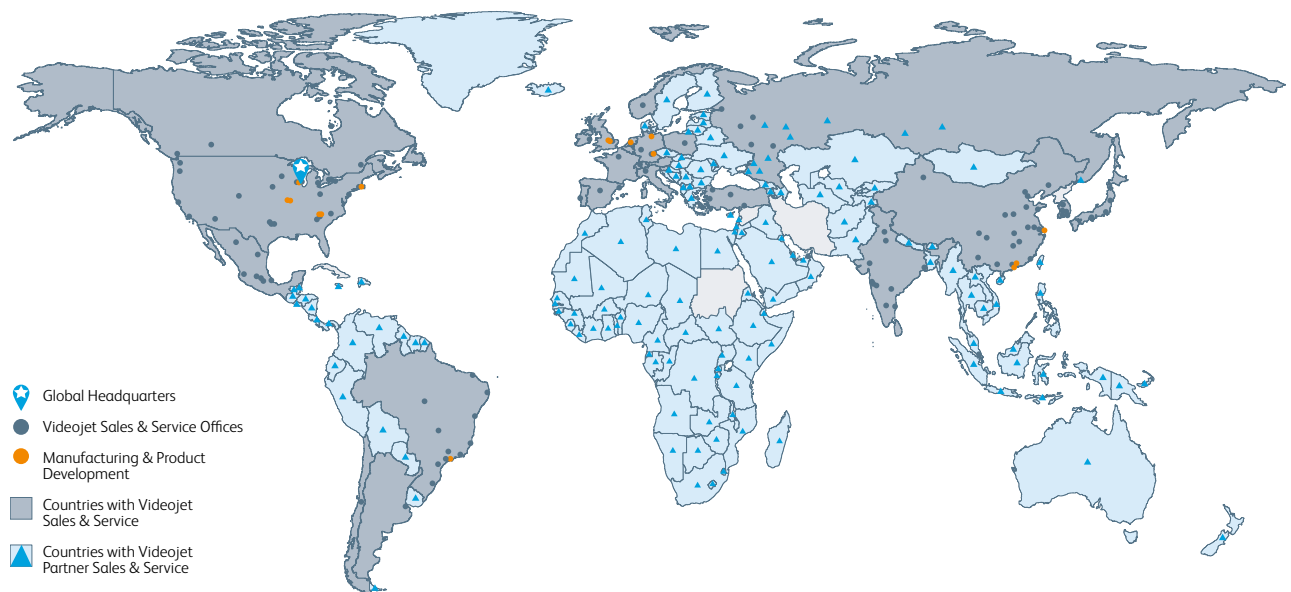 Global Headquarters
Videojet Sales & Service Offices
Manufacturing & Product
Development
Countries with Videojet
Sales & Service
Countries with Videojet
Partner Sales & Service